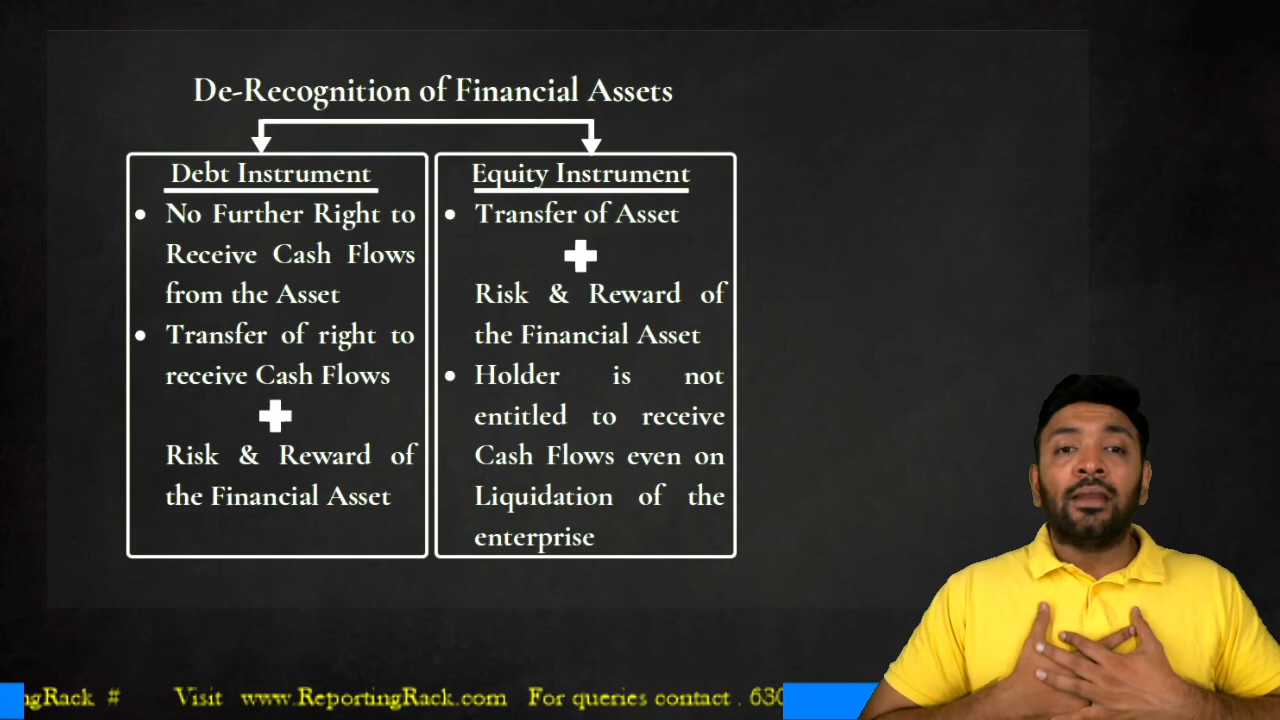 De-Recognition of Financial Assets
Debt Instrument
• No Further Right to
Receive Cash Flows
from the Asset
• Transfer of right to
receive Cash Flows
Risk & Reward of
the Financial Asset
Equity Instrument
• Transfer of Asset
Risk & Reward of
the Financial Asset
• Holder is not
entitled to receive
Cash Flows even on
Liquidation of the
enterprise
ngRack # Visit www.ReportingRack.com For queries contact . 630